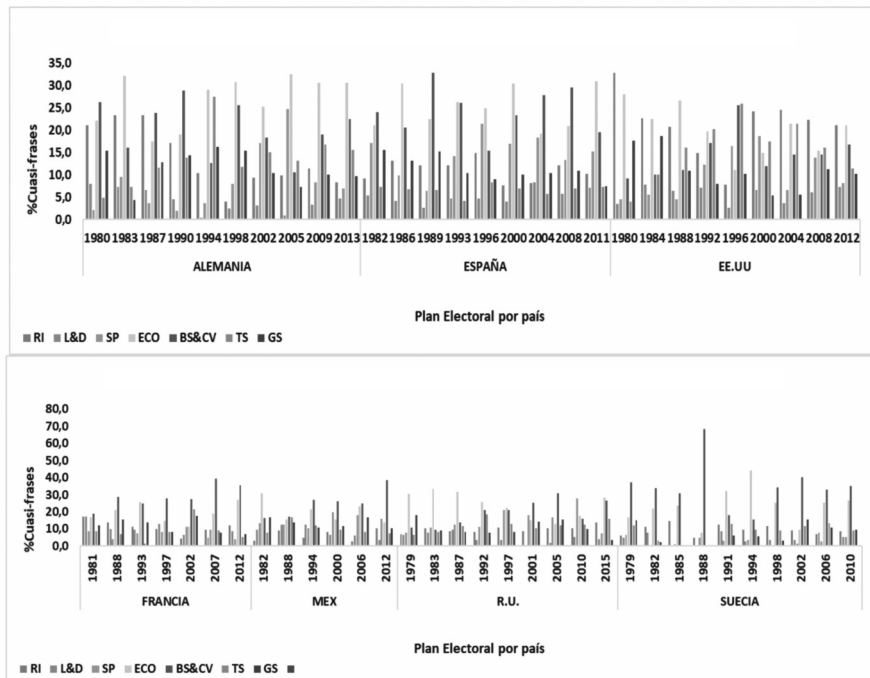 35,0
30,0
25,0
20,0
15,0
10,0
5,0
0,0
%Cuasi-frases
1980 1983 1987 1990 1994 1998 2002 2005 2009 2013 1982 1986 1989 1993 1996 2000 2004 2008 2011 1980 1984 1988 1992 1996 2000 2004 2008 2012
ALEMANIA ESPAÑA EE.UU
Plan Electoral por país
RI L&D SP ECO BS&CV TS GS
80,0
70,0
60,0
50,0
40,0
30,0
20,0
10,0
0,0
%Cuasi-frases
1981 1988 1993 1997 2002 2007 2012 1982 1988 1994 2000 2006 2012 1979 1983 1987 1992 1997 2001 2005 2010 2015 1979 1982 1985 1988 1991 1994 1998 2002 2006 2010
FRANCIA MEX R.U. SUECIA
Plan Electoral por país
RI L&D SP ECO BS&CV TS GS